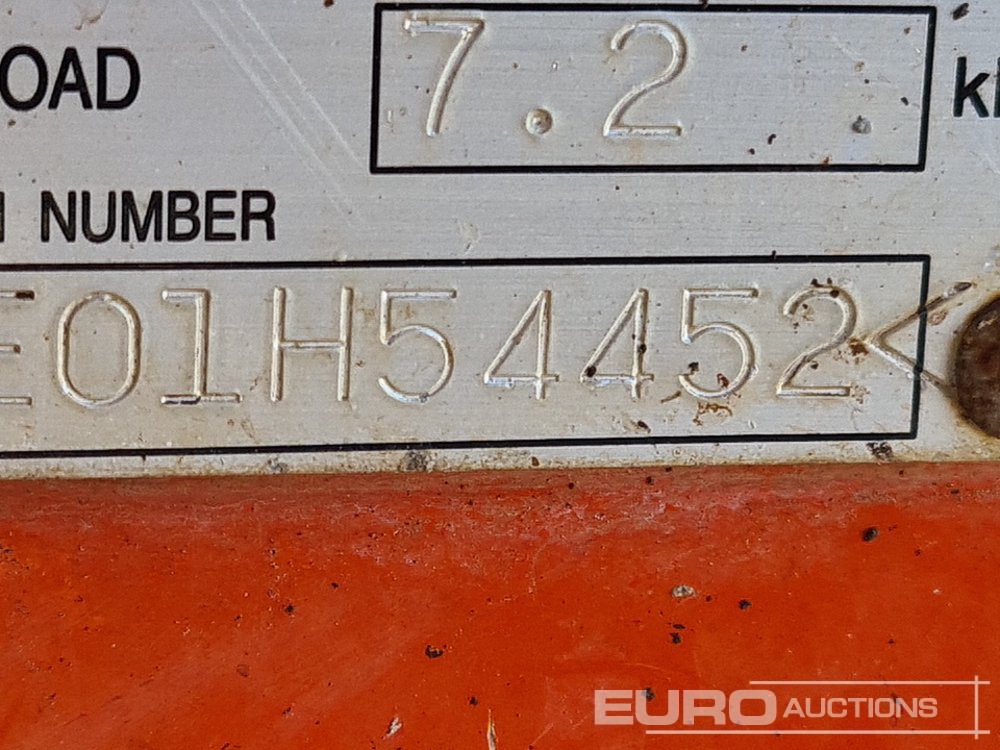 OAD 7.2
NUMBER
E01H54452<
EURO AUCTIONS